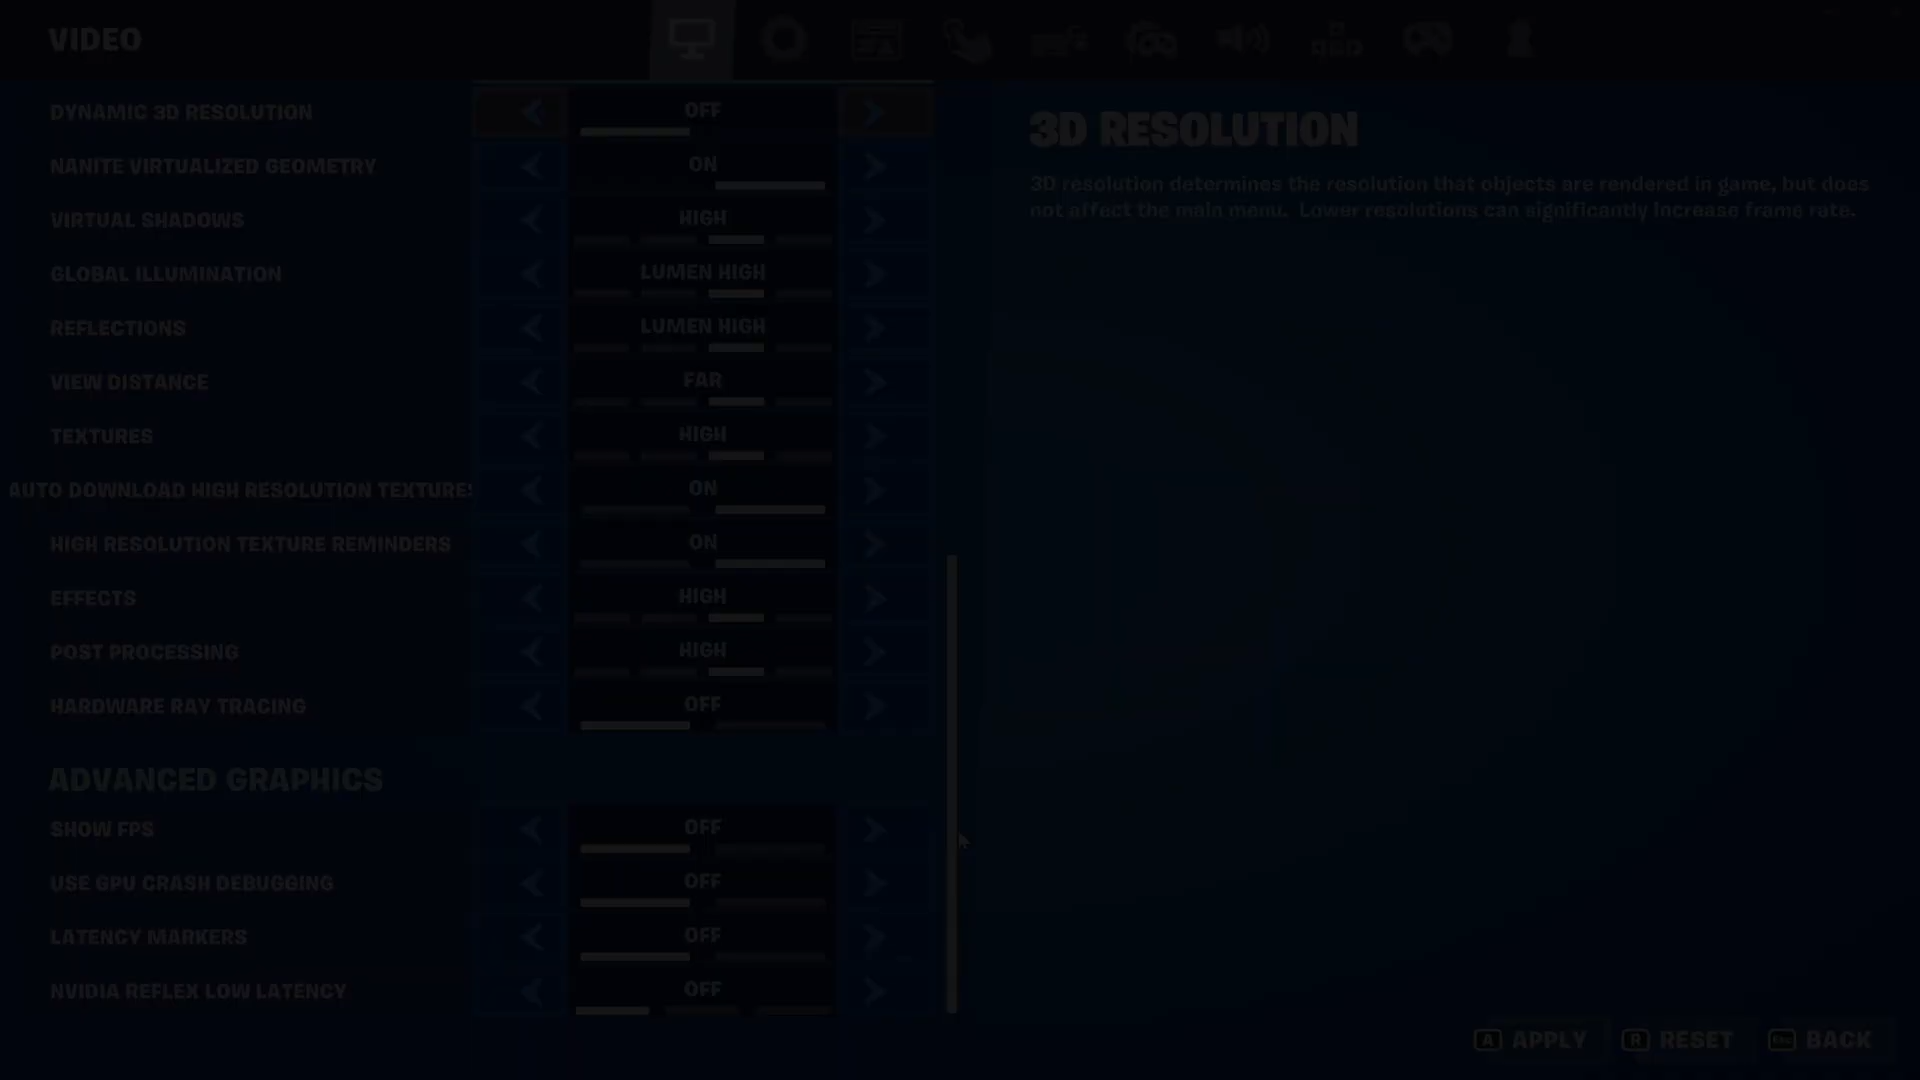 VIDEO
DYNAMIC 3D RESOLUTION OFF
NANITE VIRTUALIZED GEOMETRY ON
VIRTUAL SHADOWS HIGH
GLOBAL ILLUMINATION LUMEN HIGH
REFLECTIONS LUMEN HIGH
VIEW DISTANCE FAR
TEXTURES HIGH
AUTO DOWNLOAD HIGH RESOLUTION TEXTURES ON
HIGH RESOLUTION TEXTURE REMINDERS ON
EFFECTS HIGH
POST PROCESSING HIGH
HARDWARE RAY TRACING OFF
ADVANCED GRAPHICS
SHOW FPS OFF
USE GPU CRASH DEBUGGING OFF
LATENCY MARKERS OFF
NVIDIA REFLEX LOW LATENCY OFF
3D RESOLUTION
3D resolution determines the resolution that objects are rendered in game, but does
not affect the main menu. Lower resolutions can significantly increase frame rate.
A APPLY R RESET Esc BACK